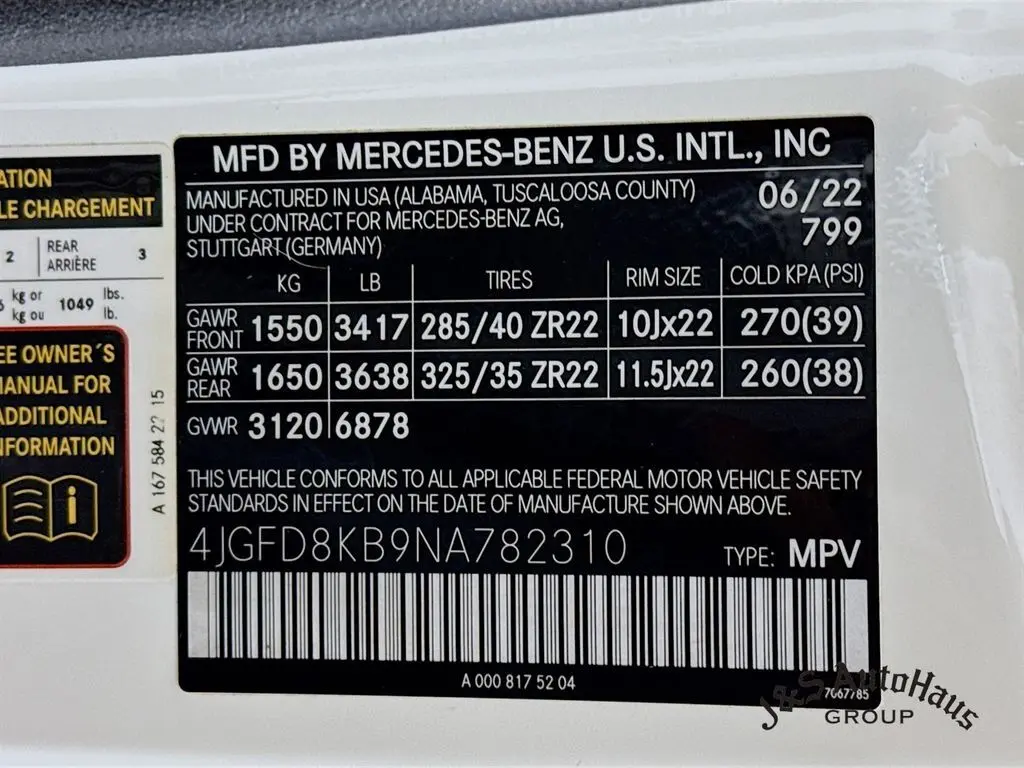 ATION
LE CHARGEMENT
2 REAR ARRIÈRE 3
kg or kg ou 1049 lbs. lb.
EE OWNER´S
MANUAL FOR
ADDITIONAL
NFORMATION
A 167 584 22 15
MFD BY MERCEDES-BENZ U.S. INTL., INC
MANUFACTURED IN USA (ALABAMA, TUSCALOOSA COUNTY) 06/22
UNDER CONTRACT FOR MERCEDES-BENZ AG, 799
STUTTGART (GERMANY)
KG LB TIRES RIM SIZE COLD KPA (PSI)
GAWR FRONT 1550 3417 285/40 ZR22 10Jx22 270(39)
GAWR REAR 1650 3638 325/35 ZR22 11.5Jx22 260(38)
GVWR 3120 6878
THIS VEHICLE CONFORMS TO ALL APPLICABLE FEDERAL MOTOR VEHICLE SAFETY
STANDARDS IN EFFECT ON THE DATE OF MANUFACTURE SHOWN ABOVE.
4JGFD8KB9NA782310 TYPE: MPV
A 000 817 52 04
7067785
J&S AutoHaus
GROUP